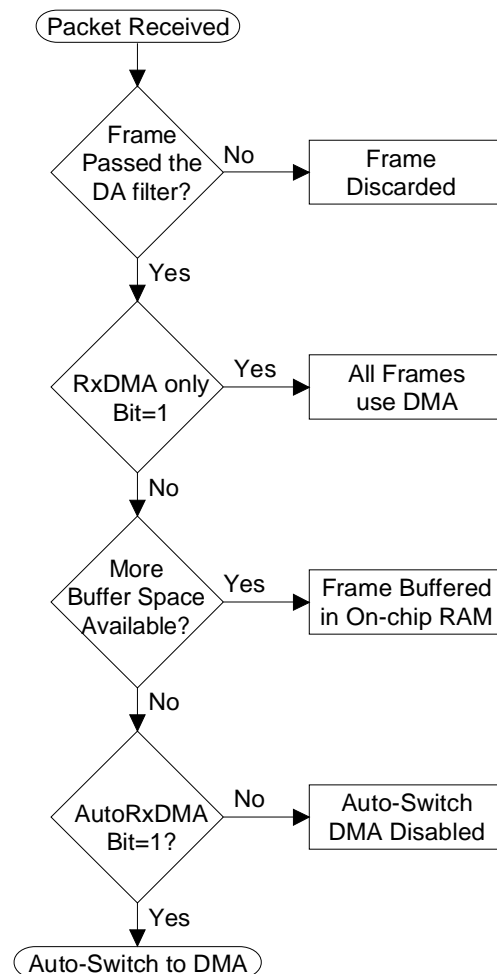 Packet Received
Frame
Passed the
DA filter?
No
Frame
Discarded
Yes
RxDMA only
Bit=1
Yes
All Frames
use DMA
No
More
Buffer Space
Available?
Yes
Frame Buffered
in On-chip RAM
No
AutoRxDMA
Bit=1?
No
Auto-Switch
DMA Disabled
Yes
Auto-Switch to DMA